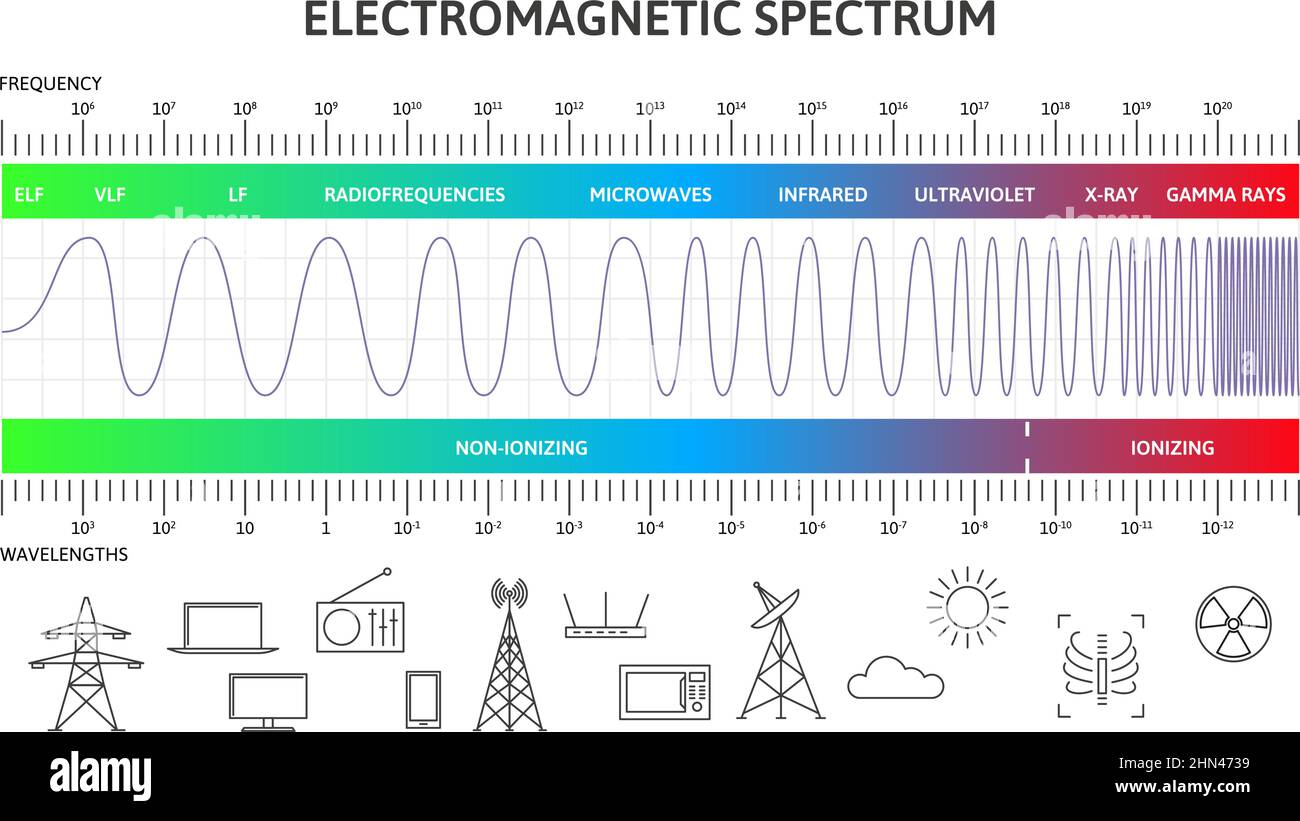 ELECTROMAGNETIC SPECTRUM
FREQUENCY
10⁶ 10⁷ 10⁸ 10⁹ 10¹⁰ 10¹¹ 10¹² 10¹³ 10¹⁴ 10¹⁵ 10¹⁶ 10¹⁷ 10¹⁸ 10¹⁹ 10²⁰
ELF VLF LF RADIOFREQUENCIES MICROWAVES INFRARED ULTRAVIOLET X-RAY GAMMA RAYS
alamy alamy
a
NON-IONIZING IONIZING
10³ 10² 10 1 10⁻¹ 10⁻² 10⁻³ 10⁻⁴ 10⁻⁵ 10⁻⁶ 10⁻⁷ 10⁻⁸ 10⁻¹⁰ 10⁻¹¹ 10⁻¹²
WAVELENGTHS
alamy
Image ID: 2HN4739
www.alamy.com